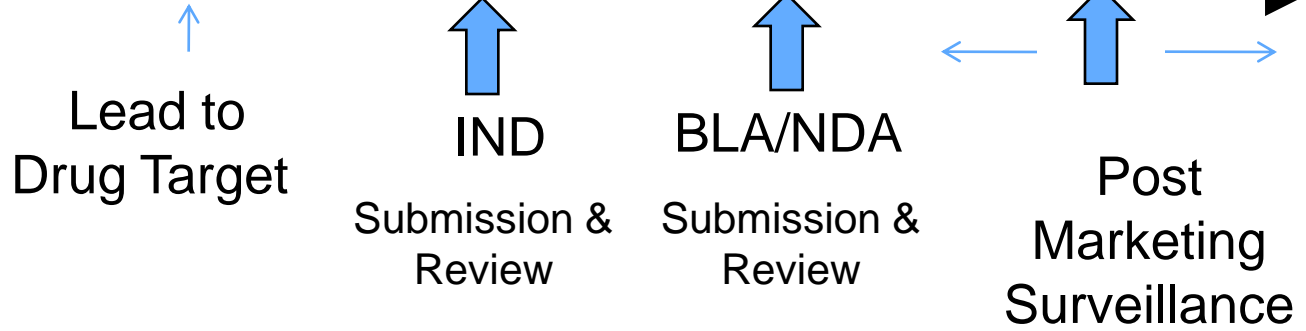 Lead to
Drug Target
IND
Submission &
Review
BLA/NDA
Submission &
Review
Post
Marketing
Surveillance